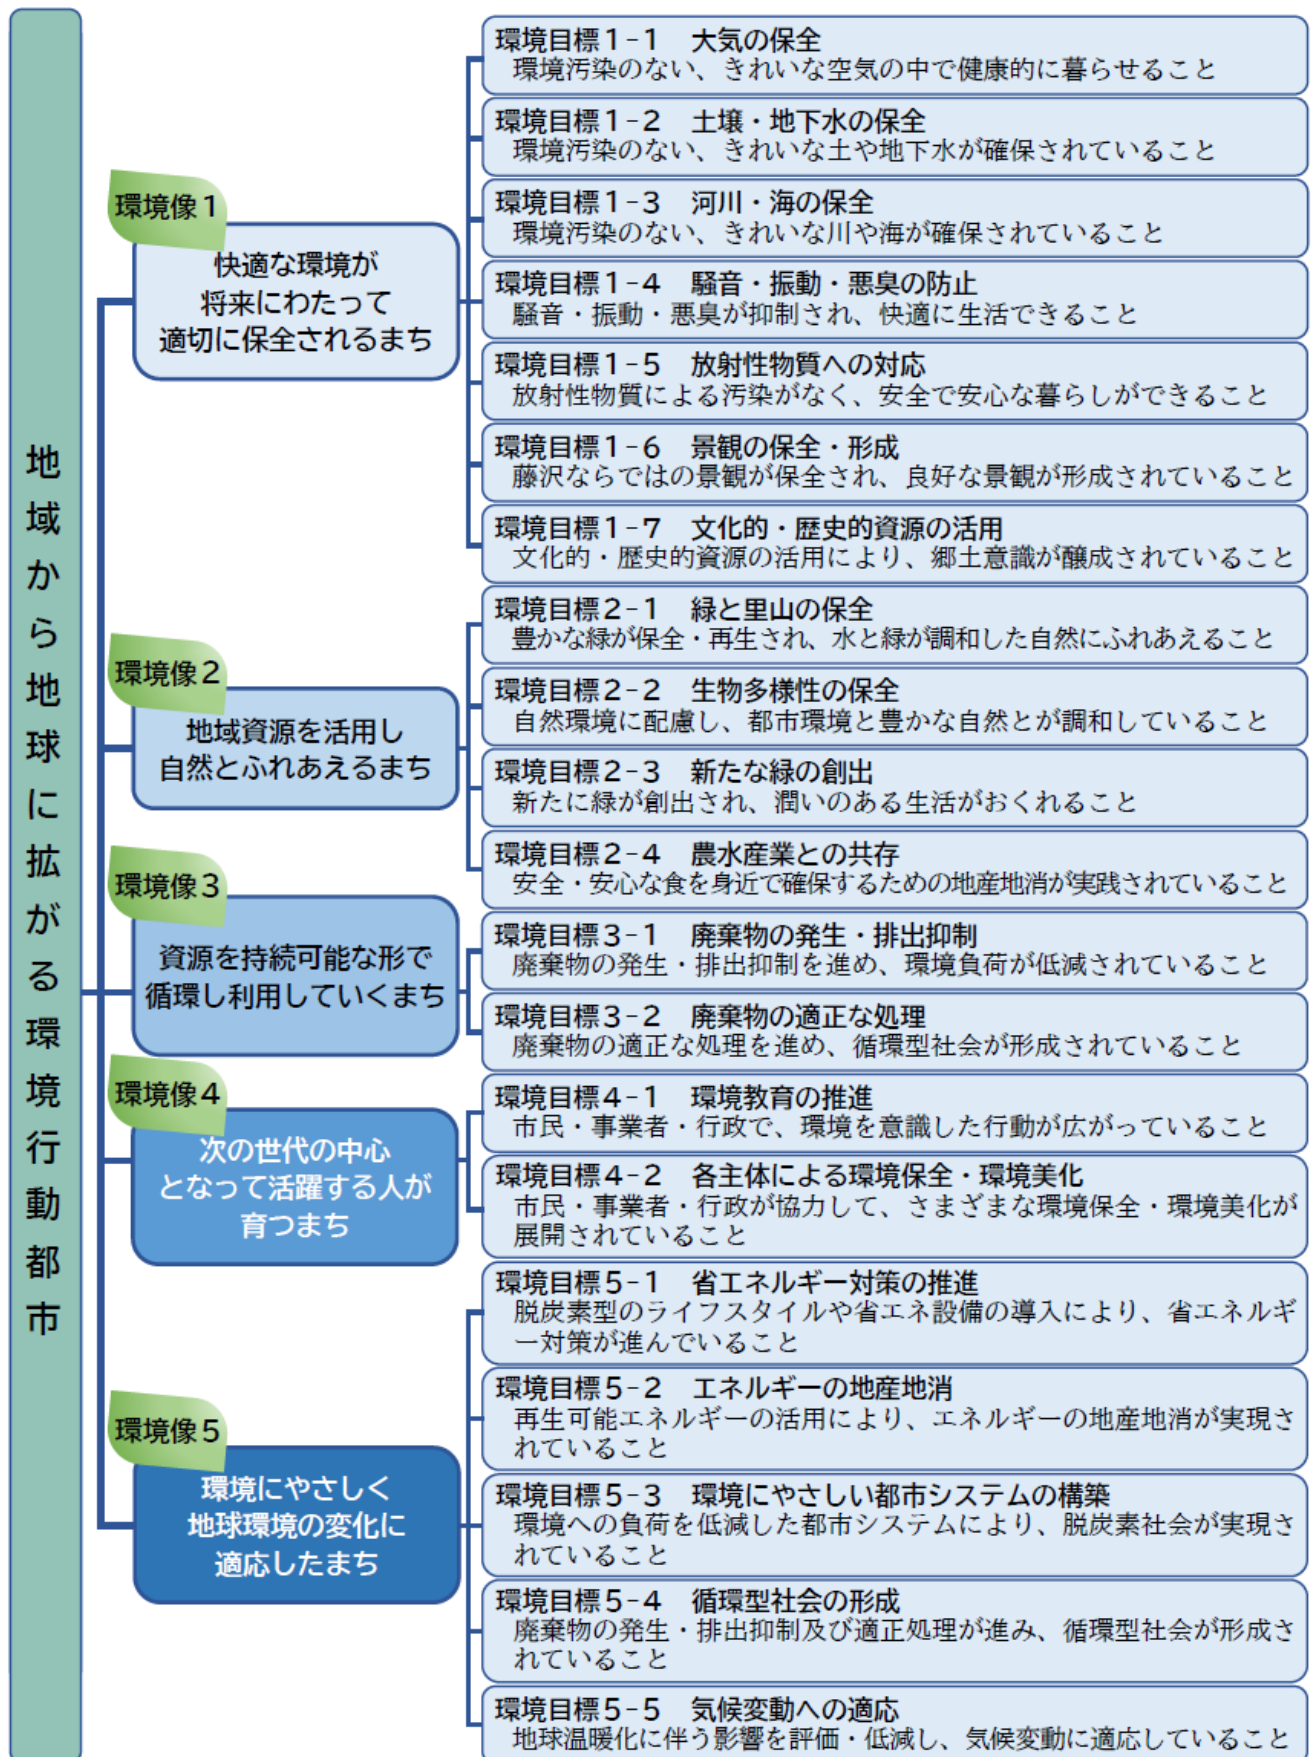 地域から地球に拡がる環境行動都市
環境像1
快適な環境が
将来にわたって
適切に保全されるまち
環境目標1-1 大気の保全
環境汚染のない、きれいな空気の中で健康的に暮らせること
環境目標1-2 土壌・地下水の保全
環境汚染のない、きれいな土や地下水が確保されていること
環境目標1-3 河川・海の保全
環境汚染のない、きれいな川や海が確保されていること
環境目標1-4 騒音・振動・悪臭の防止
騒音・振動・悪臭が抑制され、快適に生活できること
環境目標1-5 放射性物質への対応
放射性物質による汚染がなく、安全で安心な暮らしができること
環境目標1-6 景観の保全・形成
藤沢ならではの景観が保全され、良好な景観が形成されていること
環境目標1-7 文化的・歴史的資源の活用
文化的・歴史的資源の活用により、郷土意識が醸成されていること
環境像2
地域資源を活用し
自然とふれあえるまち
環境目標2-1 緑と里山の保全
豊かな緑が保全・再生され、水と緑が調和した自然にふれあえること
環境目標2-2 生物多様性の保全
自然環境に配慮し、都市環境と豊かな自然とが調和していること
環境目標2-3 新たな緑の創出
新たに緑が創出され、潤いのある生活がおくれること
環境目標2-4 農水産業との共存
安全・安心な食を身近で確保するための地産地消が実践されていること
環境像3
資源を持続可能な形で
循環し利用していくまち
環境目標3-1 廃棄物の発生・排出抑制
廃棄物の発生・排出抑制を進め、環境負荷が低減されていること
環境目標3-2 廃棄物の適正な処理
廃棄物の適正な処理を進め、循環型社会が形成されていること
環境像4
次の世代の中心
となって活躍する人が
育つまち
環境目標4-1 環境教育の推進
市民・事業者・行政で、環境を意識した行動が広がっていること
環境目標4-2 各主体による環境保全・環境美化
市民・事業者・行政が協力して、さまざまな環境保全・環境美化が
展開されていること
環境像5
環境にやさしく
地球環境の変化に
適応したまち
環境目標5-1 省エネルギー対策の推進
脱炭素型のライフスタイルや省エネ設備の導入により、省エネルギ
ー対策が進んでいること
環境目標5-2 エネルギーの地産地消
再生可能エネルギーの活用により、エネルギーの地産地消が実現さ
れていること
環境目標5-3 環境にやさしい都市システムの構築
環境への負荷を低減した都市システムにより、脱炭素社会が実現さ
れていること
環境目標5-4 循環型社会の形成
廃棄物の発生・排出抑制及び適正処理が進み、循環型社会が形成さ
れていること
環境目標5-5 気候変動への適応
地球温暖化に伴う影響を評価・低減し、気候変動に適応していること